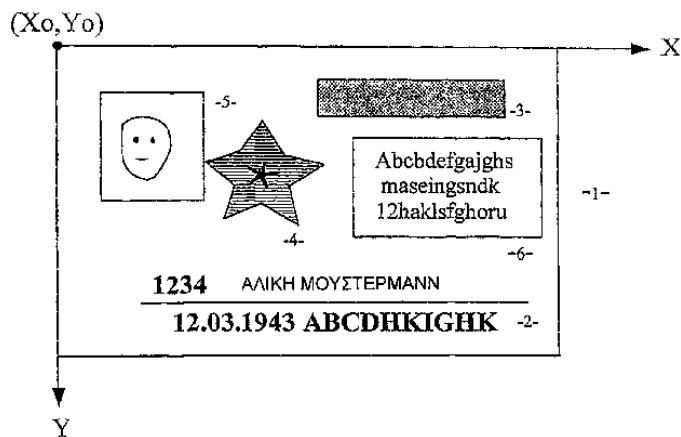 (Xo,Yo)
X
-5-
-3-
Abcbdefgajghs
maseingsndk
12haklsfghoru
-1-
-4-
-6-
1234 ΑΛΙΚΗ ΜΟΥΣΤΕΡΜΑΝΝ
12.03.1943 ABCDHKIGHK -2-
Y